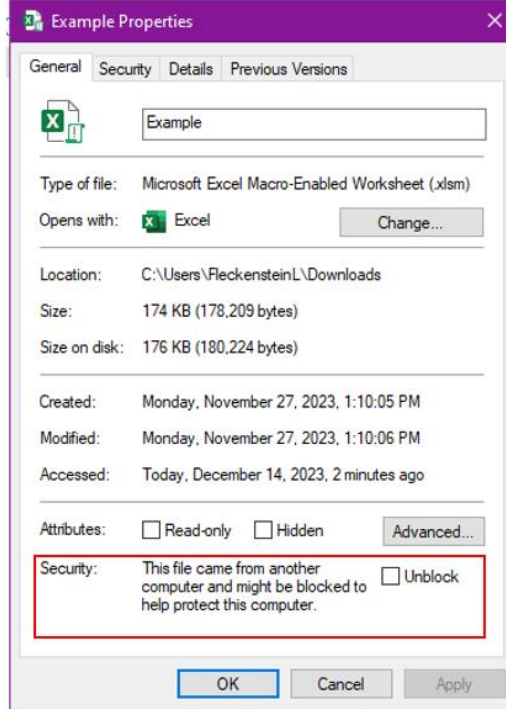 Example Properties
General Security Details Previous Versions
Example
Type of file: Microsoft Excel Macro-Enabled Worksheet (.xlsm)
Opens with: Excel Change...
Location: C:\Users\FleckensteinL\Downloads
Size: 174 KB (178,209 bytes)
Size on disk: 176 KB (180,224 bytes)
Created: Monday, November 27, 2023, 1:10:05 PM
Modified: Monday, November 27, 2023, 1:10:06 PM
Accessed: Today, December 14, 2023, 2 minutes ago
Attributes: Read-only Hidden Advanced...
Security: This file came from another
computer and might be blocked to Unblock
help protect this computer.
OK Cancel Apply